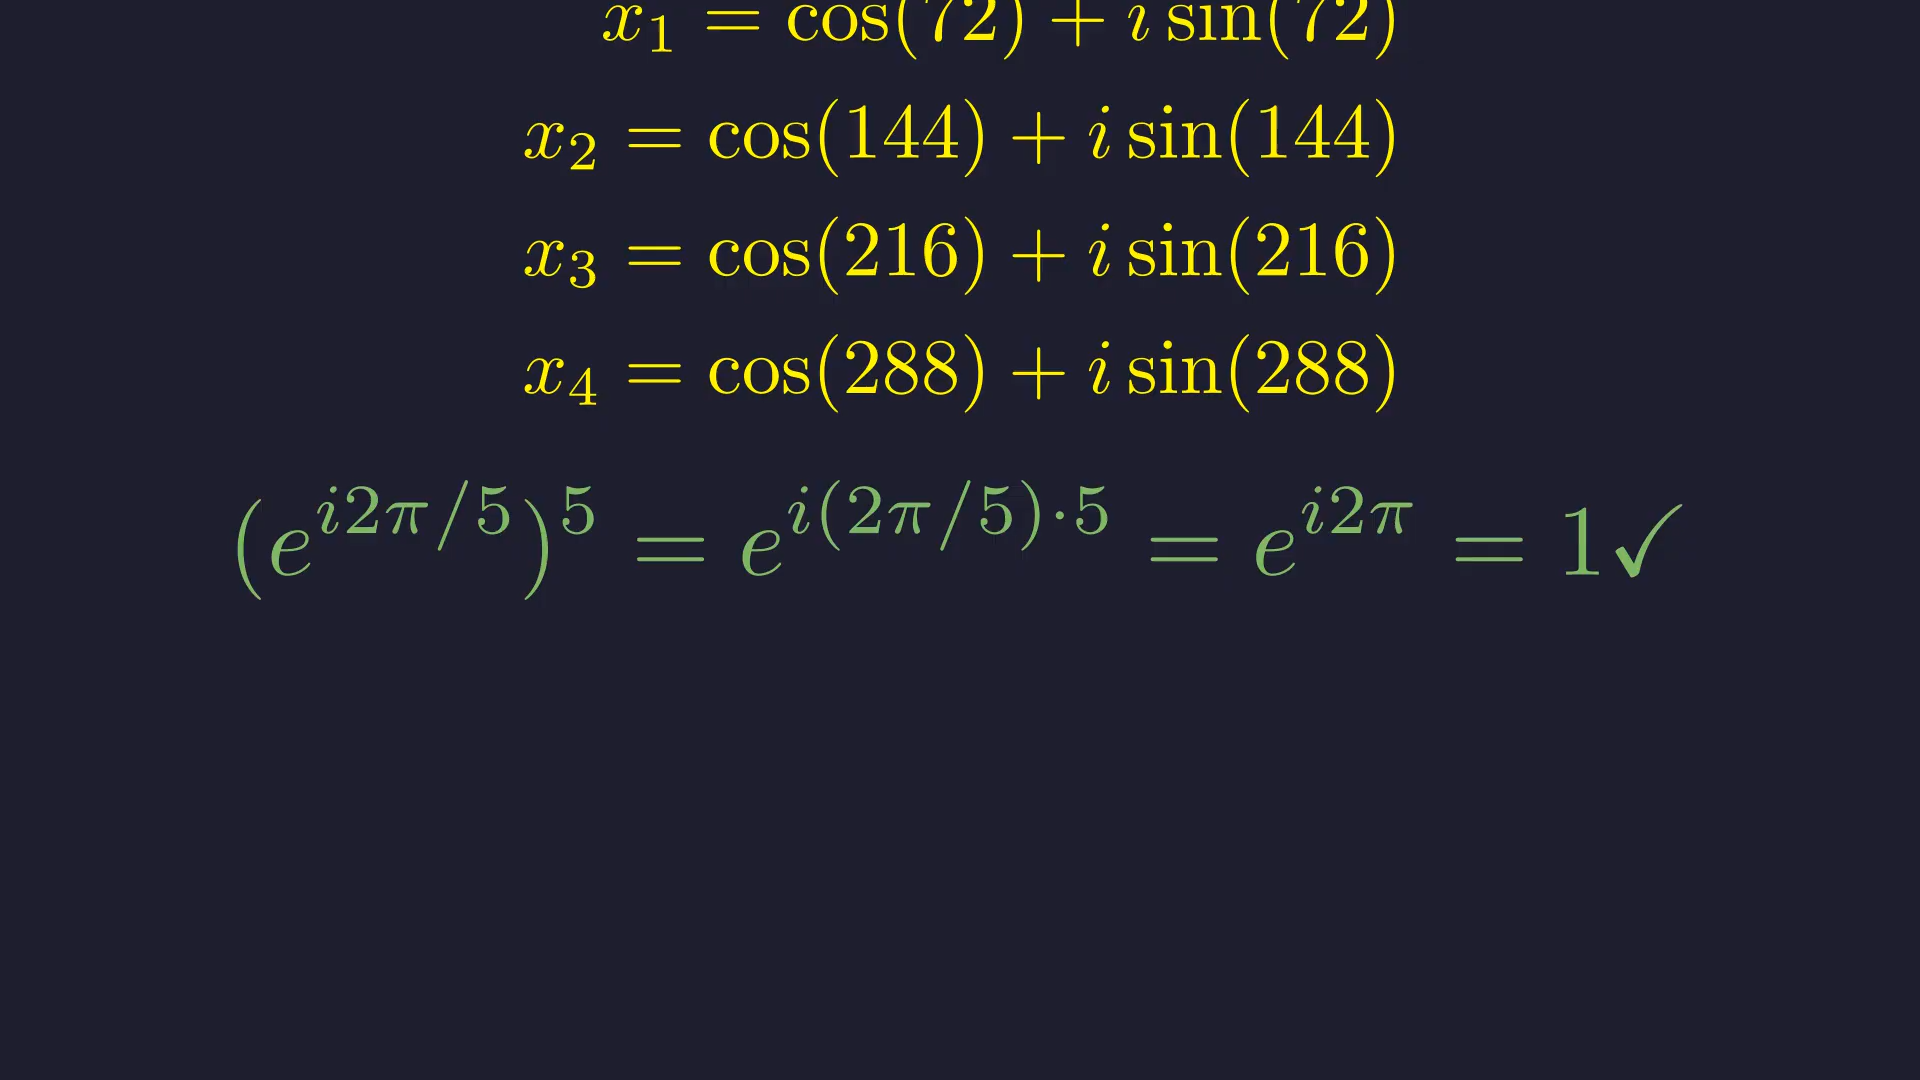 x₁ = cos(72) + i sin(72)
x₂ = cos(144) + i sin(144)
x₃ = cos(216) + i sin(216)
x₄ = cos(288) + i sin(288)
(e^{i2π/5})^5 = e^{i(2π/5)·5} = e^{i2π} = 1✓